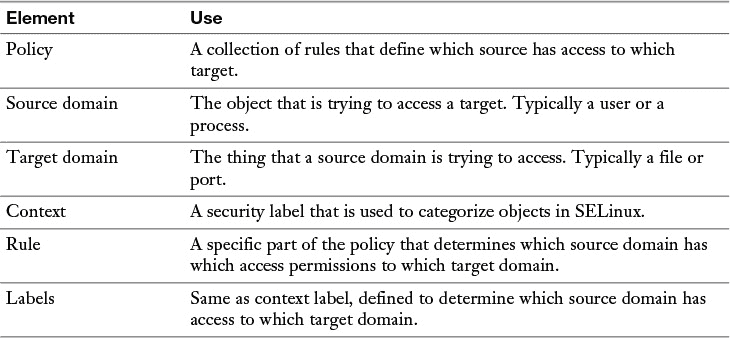 Element Use
Policy A collection of rules that define which source has access to which
target.
Source domain The object that is trying to access a target. Typically a user or a
process.
Target domain The thing that a source domain is trying to access. Typically a file or
port.
Context A security label that is used to categorize objects in SELinux.
Rule A specific part of the policy that determines which source domain has
which access permissions to which target domain.
Labels Same as context label, defined to determine which source domain has
access to which target domain.